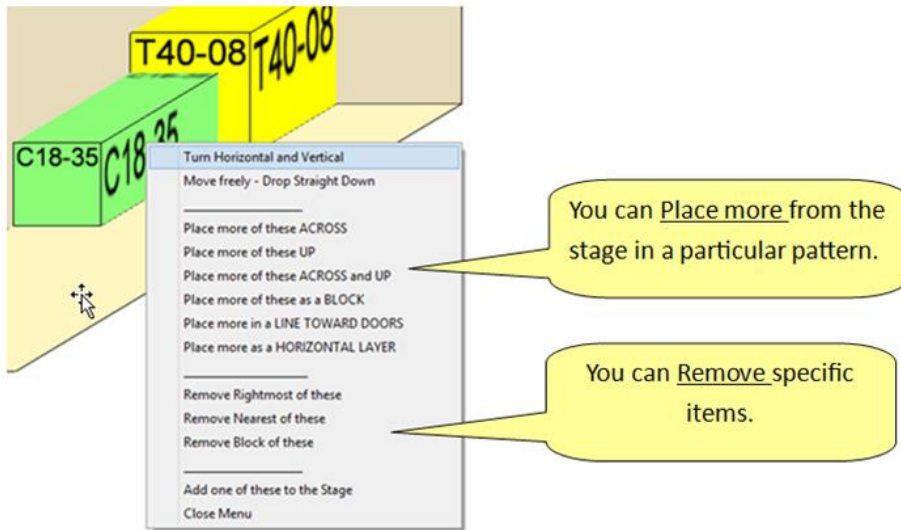 T40-08
T40-08
C18-35
C18-35
C18-35
Turn Horizontal and Vertical
Move freely - Drop Straight Down
Place more of these ACROSS
Place more of these UP
Place more of these ACROSS and UP
Place more of these as a BLOCK
Place more in a LINE TOWARD DOORS
Place more as a HORIZONTAL LAYER
Remove Rightmost of these
Remove Nearest of these
Remove Block of these
Add one of these to the Stage
Close Menu
You can Place more from the
stage in a particular pattern.
You can Remove specific
items.